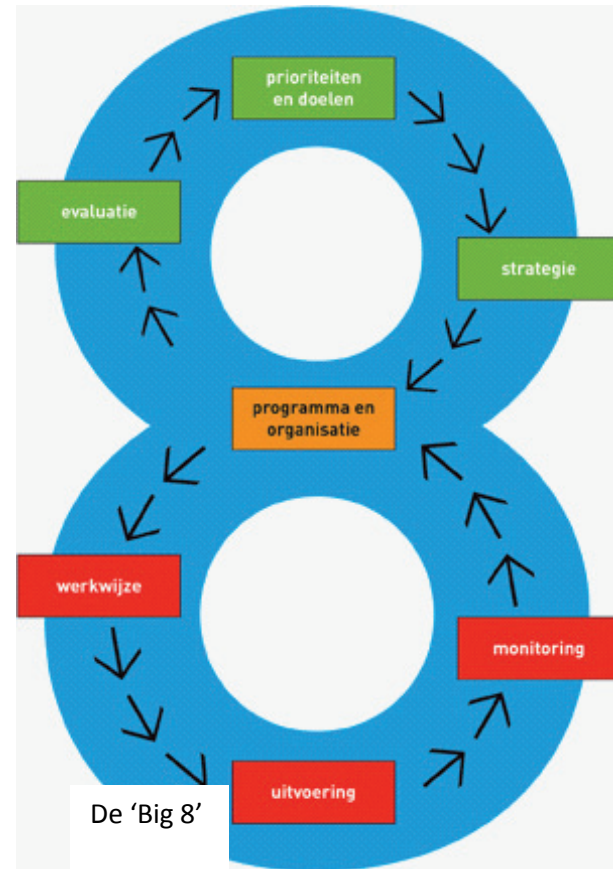 prioriteiten
en doelen
evaluatie
strategie
programma en
organisatie
werkwijze
monitoring
uitvoering
De ‘Big 8’